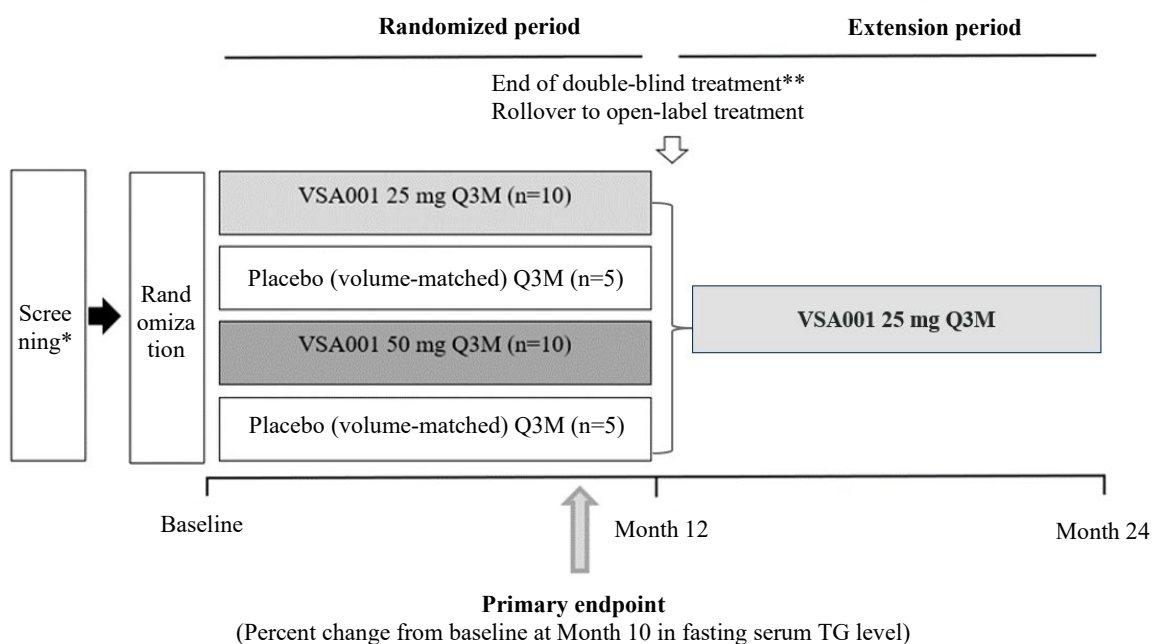 Randomized period
Extension period
End of double-blind treatment**
Rollover to open-label treatment
Scree
ning*
Rand
omiza
tion
VSA001 25 mg Q3M (n=10)
Placebo (volume-matched) Q3M (n=5)
VSA001 50 mg Q3M (n=10)
Placebo (volume-matched) Q3M (n=5)
VSA001 25 mg Q3M
Baseline
Month 12
Month 24
Primary endpoint
(Percent change from baseline at Month 10 in fasting serum TG level)